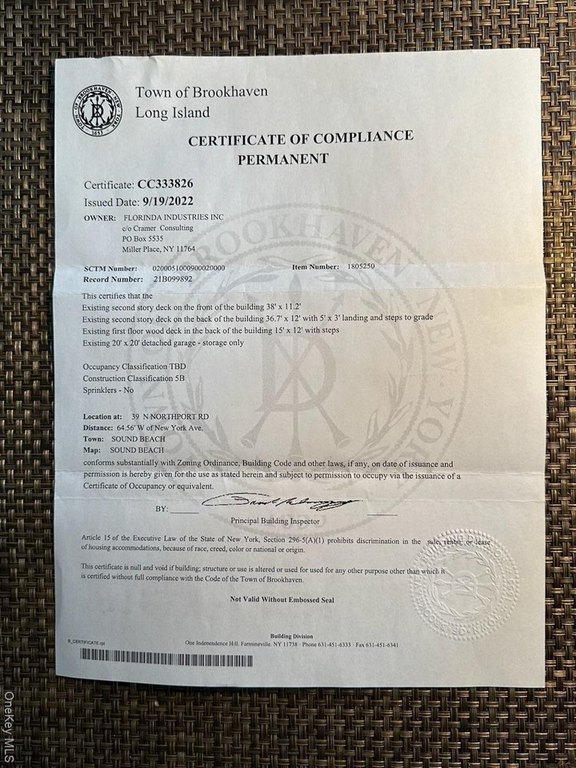 Town of Brookhaven
Long Island
CERTIFICATE OF COMPLIANCE
PERMANENT
Certificate: CC333826
Issued Date: 9/19/2022
OWNER: FLORINDA INDUSTRIES INC
c/o Cramer Consulting
PO Box 5535
Miller Place, NY 11764
SCTM Number: 0200051000900020000 Item Number: 1805250
Record Number: 21B099892
This certifies that the
Existing second story deck on the front of the building 38' x 11.2'
Existing second story deck on the back of the building 36.7' x 12' with 5' x 3' landing and steps to grade
Existing first floor wood deck in the back of the building 15' x 12' with steps
Existing 20' x 20' detached garage - storage only
Occupancy Classification TBD
Construction Classification 5B
Sprinklers - No
Location at: 39 N NORTHPORT RD
Distance: 64.56' W of New York Ave.
Town: SOUND BEACH
Map: SOUND BEACH
conforms substantially with Zoning Ordinance, Building Code and other laws, if any, on date of issuance and
permission is hereby given for the use as stated herein and subject to permission to occupy via the issuance of a
Certificate of Occupancy or equivalent.
BY:
Principal Building Inspector
Article 15 of the Executive Law of the State of New York, Section 296-5(A)(1) prohibits discrimination in the sale, rental or lease
of housing accommodations, because of race, creed, color or national or origin.
This certificate is null and void if building; structure or use is altered or used for used for any other purpose other than which it
is certified without full compliance with the Code of the Town of Brookhaven.
Not Valid Without Embossed Seal
Building Division
One Independence Hill, Farmingville, NY 11738 · Phone 631-451-6333 · Fax 631-451-6341
B_CERTIFICATE.rpt
OneKey MLS